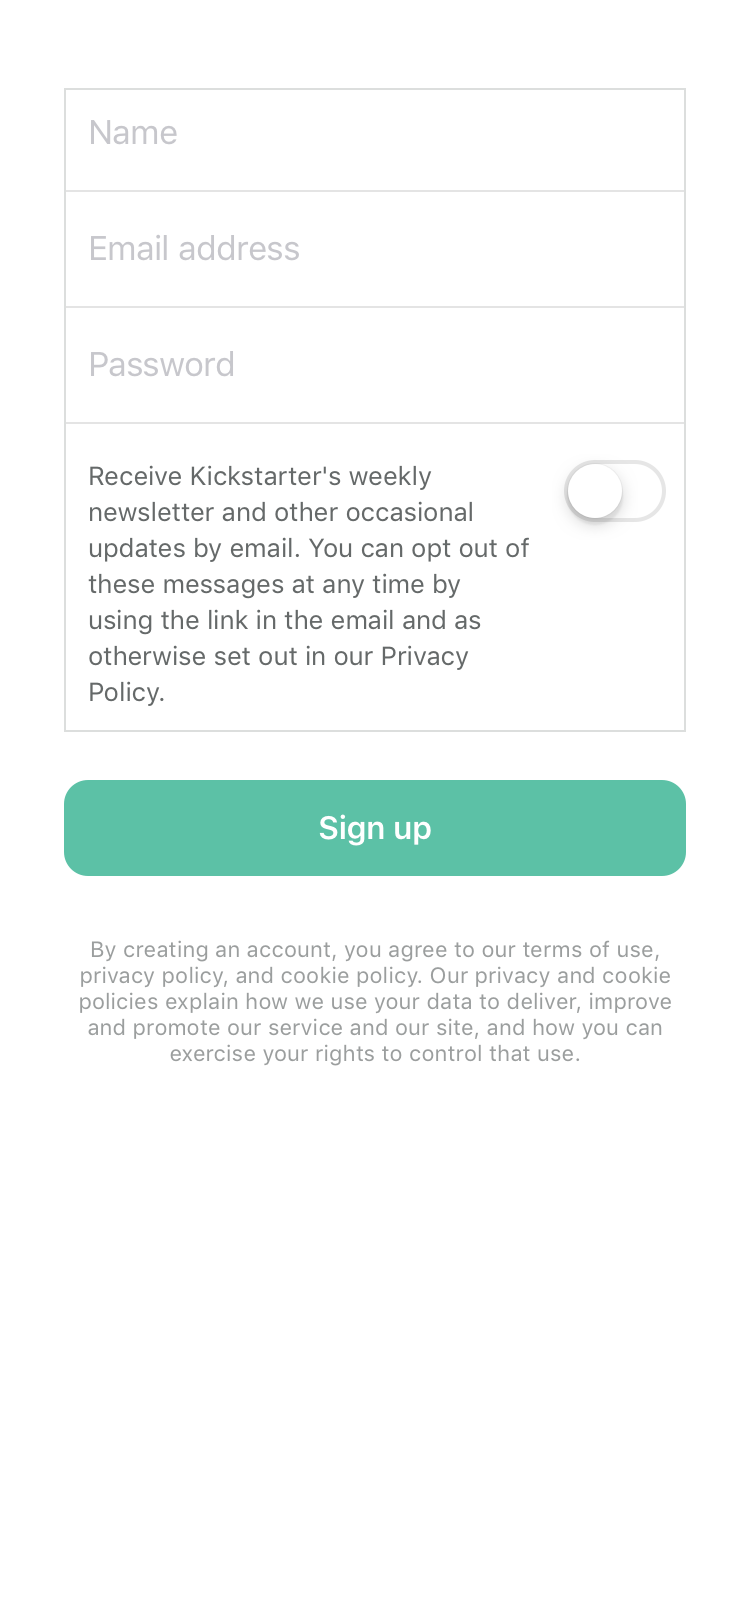 Name
Email address
Password
Receive Kickstarter's weekly
newsletter and other occasional
updates by email. You can opt out of
these messages at any time by
using the link in the email and as
otherwise set out in our Privacy
Policy.
Sign up
By creating an account, you agree to our terms of use,
privacy policy, and cookie policy. Our privacy and cookie
policies explain how we use your data to deliver, improve
and promote our service and our site, and how you can
exercise your rights to control that use.